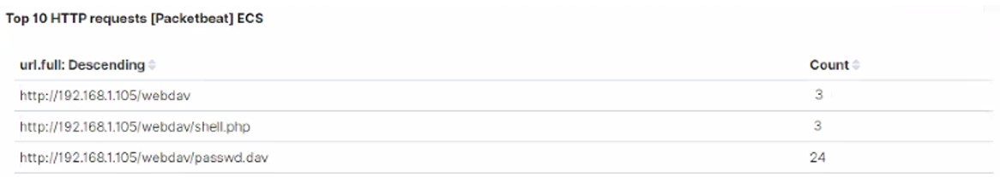 Top 10 HTTP requests [Packetbeat] ECS
url.full: Descending Count
http://192.168.1.105/webdav 3
http://192.168.1.105/webdav/shell.php 3
http://192.168.1.105/webdav/passwd.dav 24